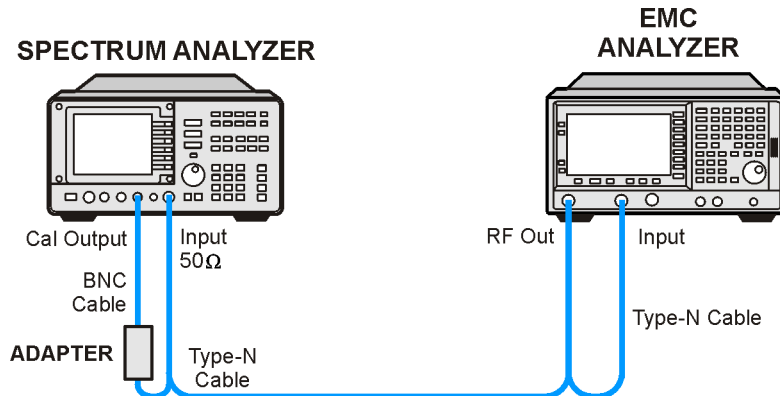 SPECTRUM ANALYZER
EMC
ANALYZER
Cal Output
Input
50Ω
RF Out
Input
BNC
Cable
Type-N Cable
ADAPTER
Type-N
Cable